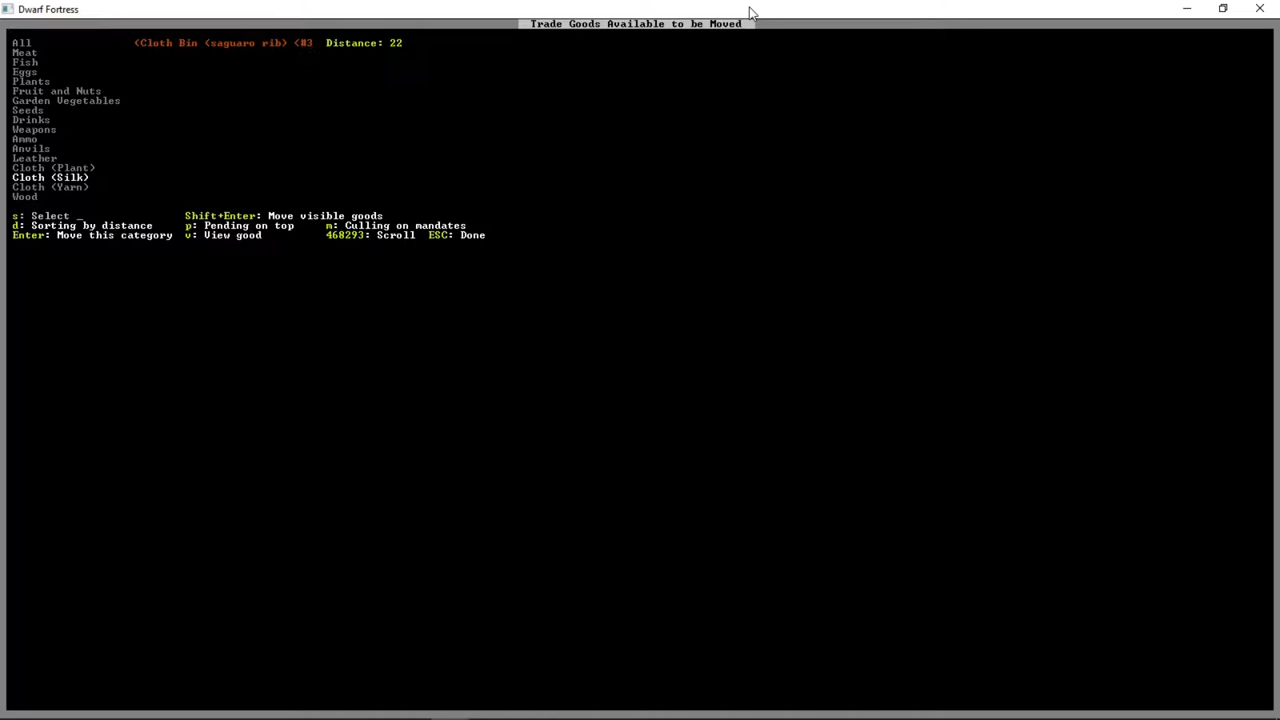 Dwarf Fortress
Trade Goods Available to be Moved
All (Cloth Bin (saguaro rib) <#3 Distance: 22
Meat
Fish
Eggs
Plants
Fruit and Nuts
Garden Vegetables
Seeds
Drinks
Weapons
Ammo
Anvils
Leather
Cloth (Plant)
Cloth (Silk)
Cloth (Yarn)
Wood
s: Select _ Shift+Enter: Move visible goods
d: Sorting by distance p: Pending on top m: Culling on mandates
Enter: Move this category v: View good 468293: Scroll ESC: Done